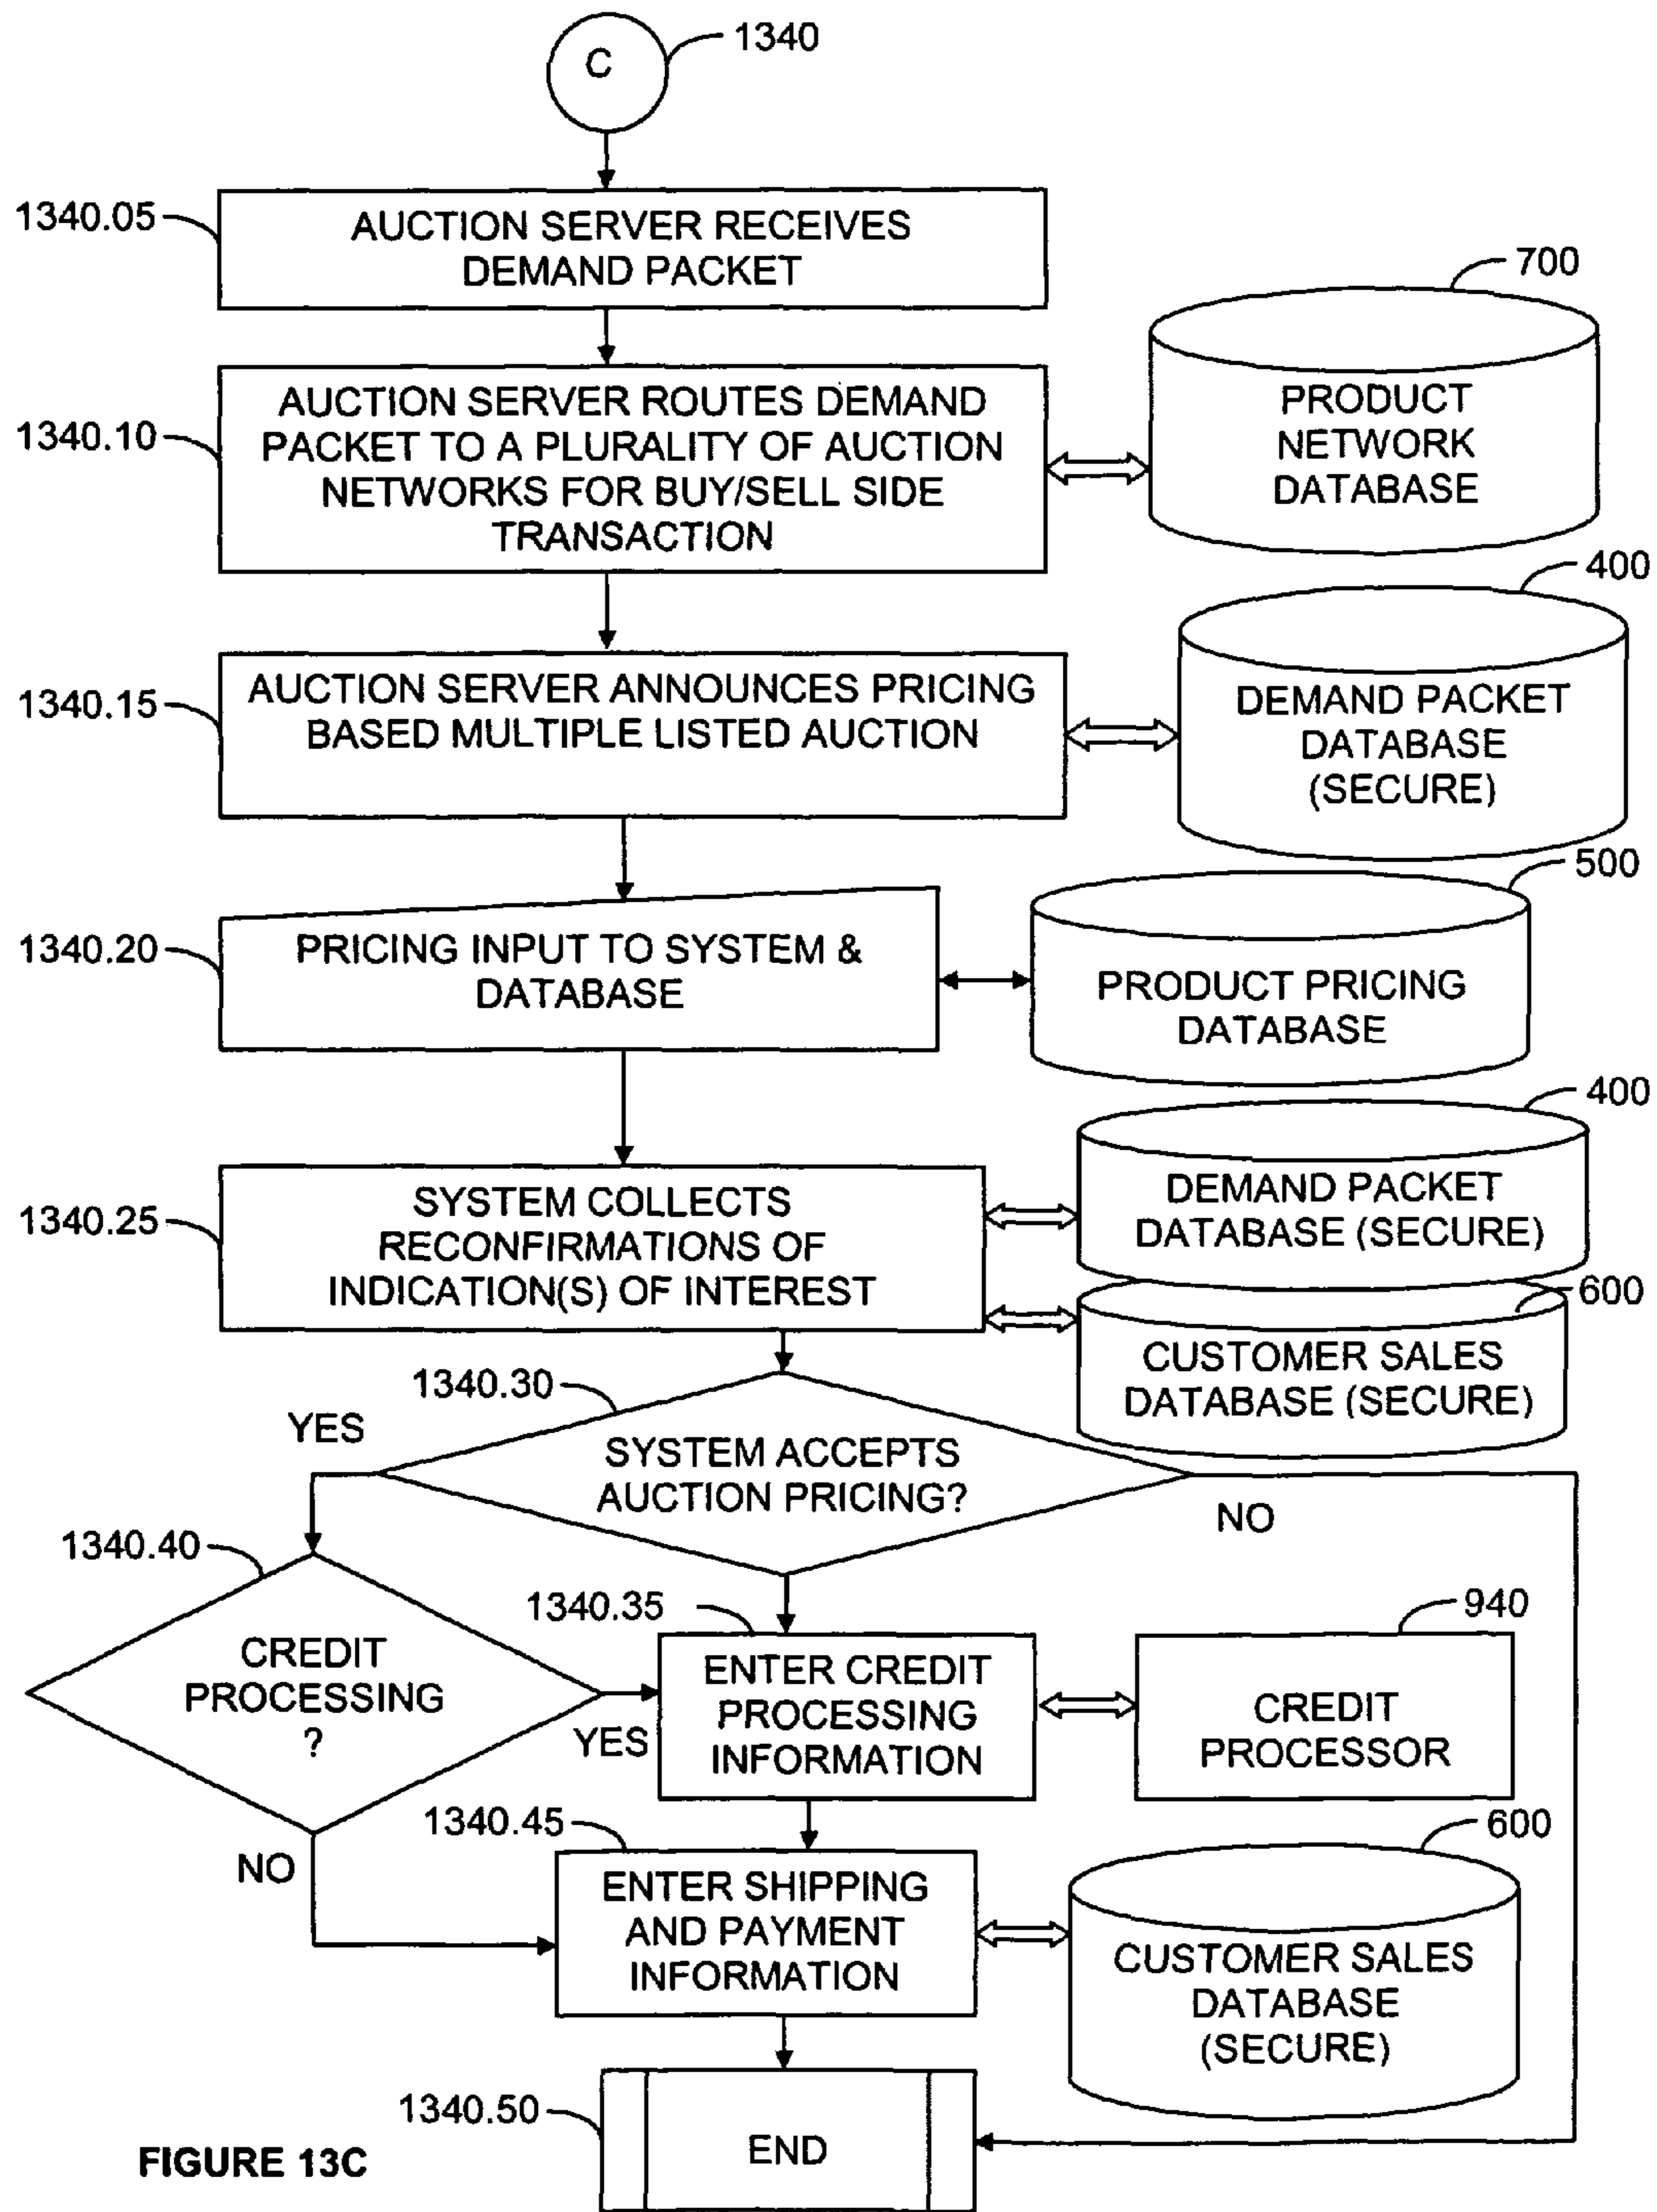 C
1340
1340.05
AUCTION SERVER RECEIVES
DEMAND PACKET
1340.10
AUCTION SERVER ROUTES DEMAND
PACKET TO A PLURALITY OF AUCTION
NETWORKS FOR BUY/SELL SIDE
TRANSACTION
700
PRODUCT
NETWORK
DATABASE
1340.15
AUCTION SERVER ANNOUNCES PRICING
BASED MULTIPLE LISTED AUCTION
400
DEMAND PACKET
DATABASE
(SECURE)
1340.20
PRICING INPUT TO SYSTEM &
DATABASE
500
PRODUCT PRICING
DATABASE
1340.25
SYSTEM COLLECTS
RECONFIRMATIONS OF
INDICATION(S) OF INTEREST
400
DEMAND PACKET
DATABASE (SECURE)
600
CUSTOMER SALES
DATABASE (SECURE)
1340.30
YES
SYSTEM ACCEPTS
AUCTION PRICING?
NO
1340.40
CREDIT
PROCESSING
?
YES
NO
1340.35
ENTER CREDIT
PROCESSING
INFORMATION
940
CREDIT
PROCESSOR
1340.45
ENTER SHIPPING
AND PAYMENT
INFORMATION
600
CUSTOMER SALES
DATABASE
(SECURE)
1340.50
END
FIGURE 13C